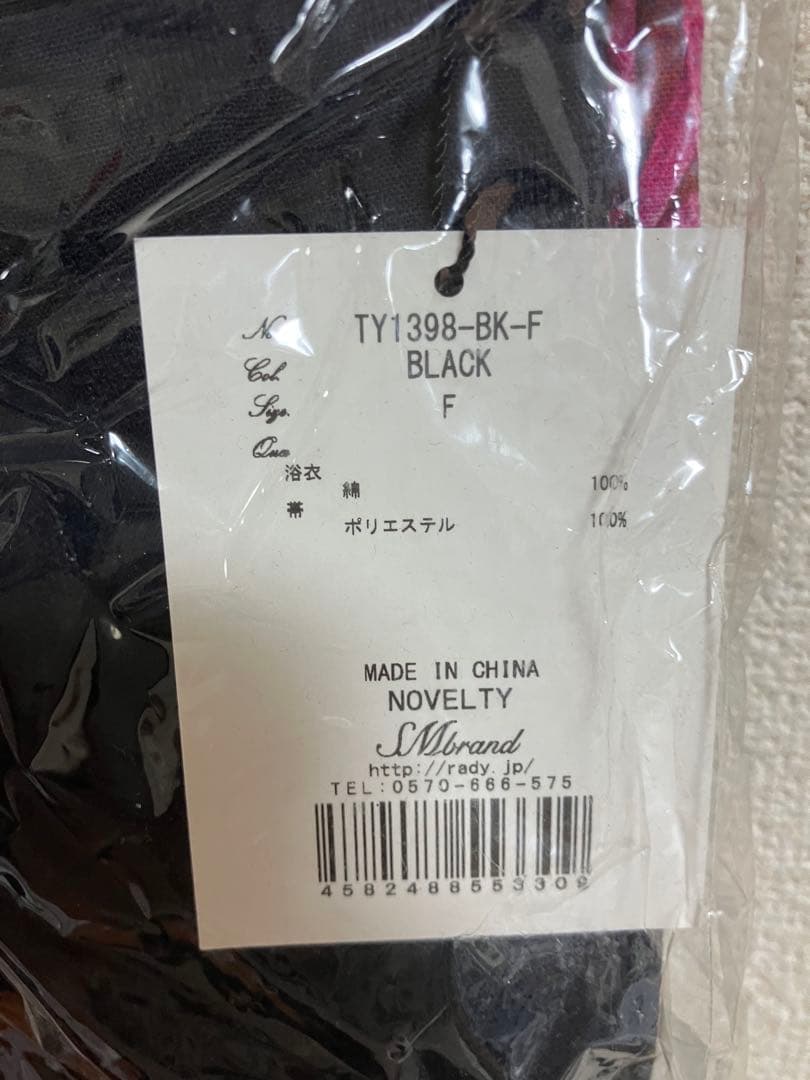 No. TY1398-BK-F
Col. BLACK
Size. F
Qua
浴衣
綿 100%
帯
ポリエステル 100%
MADE IN CHINA
NOVELTY
SMbrand
http://rady.jp/
TEL:0570-666-575
4582488553309